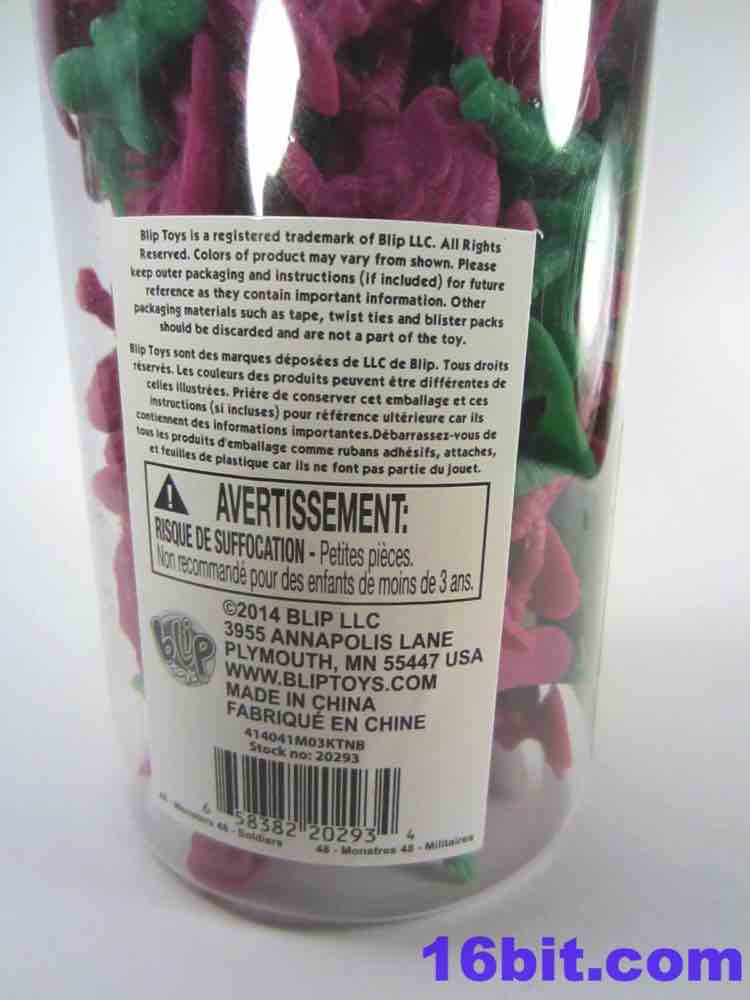 Blip Toys is a registered trademark of Blip LLC. All Rights
Reserved. Colors of product may vary from shown. Please
keep outer packaging and instructions (if included) for future
reference as they contain important information. Other
packaging materials such as tape, twist ties and blister packs
should be discarded and are not a part of the toy.
Blip Toys sont des marques déposées de LLC de Blip. Tous droits
réservés. Les couleurs des produits peuvent être différentes de
celles illustrées. Prière de conserver cet emballage et ces
instructions (si incluses) pour référence ultérieure car ils
contiennent des informations importantes.Débarrassez-vous de
tous les produits d'emballage comme rubans adhésifs, attaches,
et feuilles de plastique car ils ne font pas partie du jouet.
AVERTISSEMENT:
RISQUE DE SUFFOCATION - Petites pièces.
Non recommandé pour des enfants de moins de 3 ans.
©2014 BLIP LLC
3955 ANNAPOLIS LANE
PLYMOUTH, MN 55447 USA
WWW.BLIPTOYS.COM
MADE IN CHINA
FABRIQUÉ EN CHINE
blip
414041M03KTNB
Stock no: 20293
6 58382 20293 4
48 - Monsters 48 - Soldiers
48 - Monstres 48 - Militaires
16bit.com